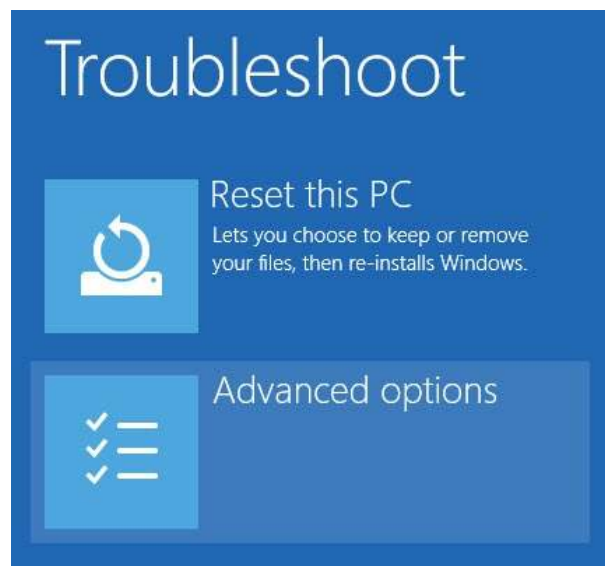 Troubleshoot
Reset this PC
Lets you choose to keep or remove
your files, then re-installs Windows.
Advanced options